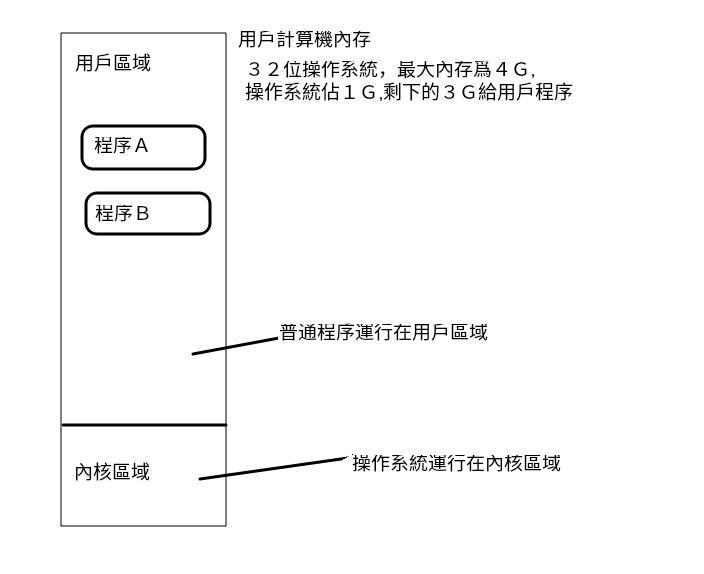 用戶計算機內存
用戶區域
３２位操作系統，最大內存爲４Ｇ,
操作系統佔１Ｇ,剩下的３Ｇ給用戶程序
程序Ａ
程序Ｂ
普通程序運行在用戶區域
操作系統運行在內核區域
內核區域